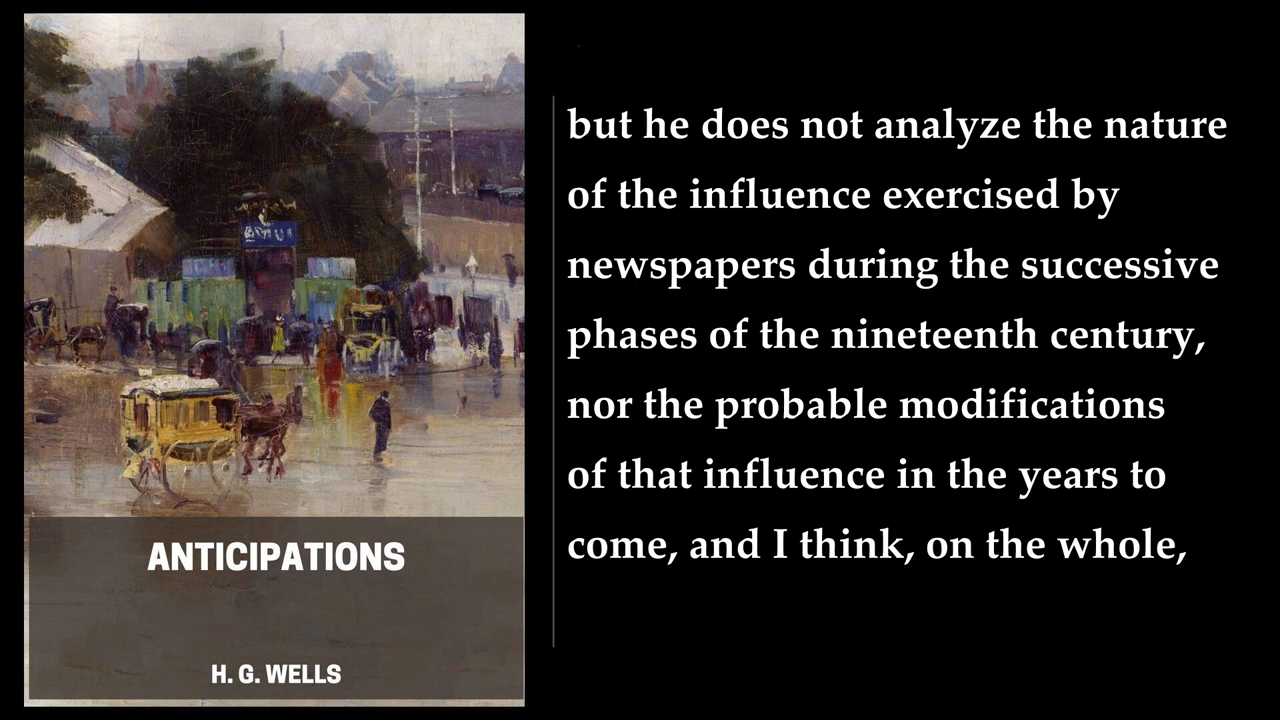 ANTICIPATIONS
H. G. WELLS
but he does not analyze the nature
of the influence exercised by
newspapers during the successive
phases of the nineteenth century,
nor the probable modifications
of that influence in the years to
come, and I think, on the whole,